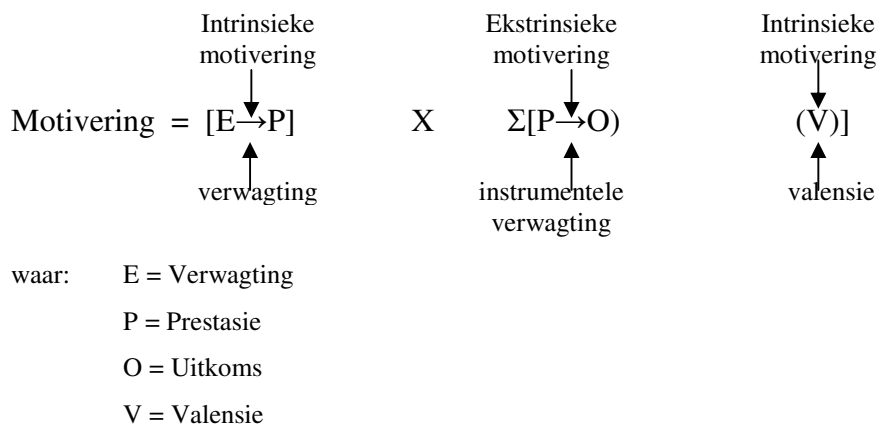 Intrinsieke Ekstrinsieke Intrinsieke
motivering motivering motivering
Motivering = [E→P] X Σ[P→O) (V)]
verwagting instrumentele valensie
verwagting
waar: E = Verwagting
P = Prestasie
O = Uitkoms
V = Valensie